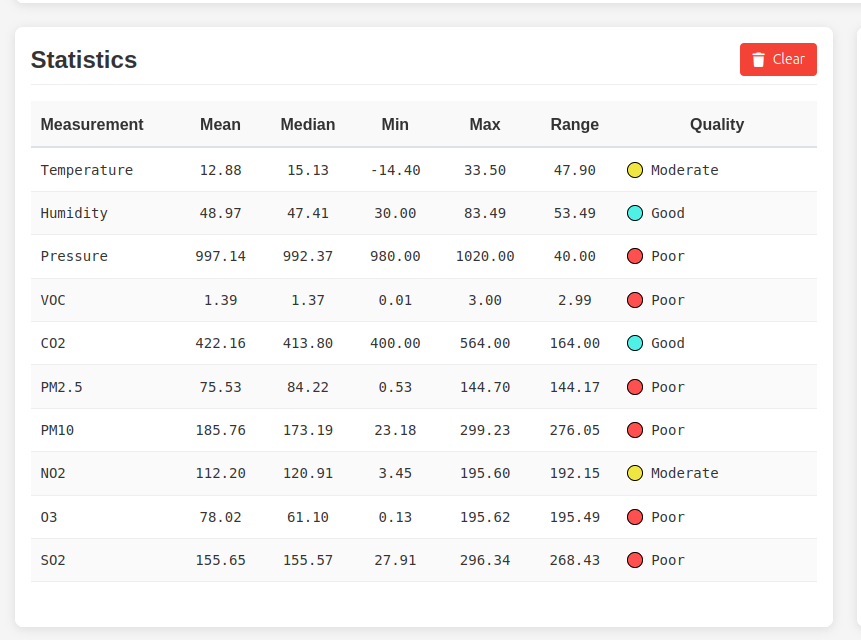 Statistics Clear
Measurement Mean Median Min Max Range Quality
Temperature 12.88 15.13 -14.40 33.50 47.90 Moderate
Humidity 48.97 47.41 30.00 83.49 53.49 Good
Pressure 997.14 992.37 980.00 1020.00 40.00 Poor
VOC 1.39 1.37 0.01 3.00 2.99 Poor
CO2 422.16 413.80 400.00 564.00 164.00 Good
PM2.5 75.53 84.22 0.53 144.70 144.17 Poor
PM10 185.76 173.19 23.18 299.23 276.05 Poor
NO2 112.20 120.91 3.45 195.60 192.15 Moderate
O3 78.02 61.10 0.13 195.62 195.49 Poor
SO2 155.65 155.57 27.91 296.34 268.43 Poor